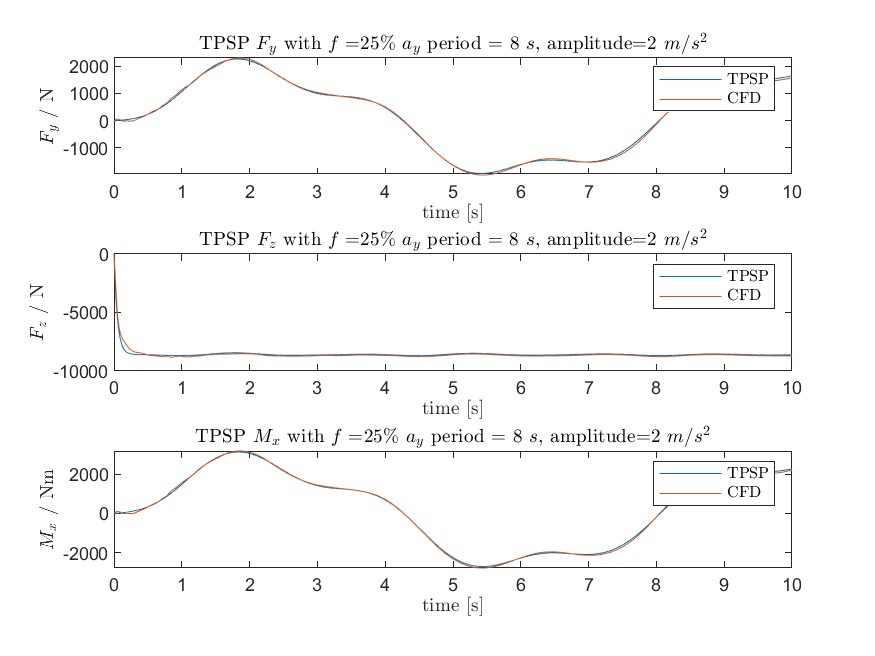 TPSP F_y with f =25% a_y period = 8 s, amplitude=2 m/s²
F_y / N
2000
1000
0
-1000
TPSP
CFD
0 1 2 3 4 5 6 7 8 9 10
time [s]
TPSP F_z with f =25% a_y period = 8 s, amplitude=2 m/s²
F_z / N
0
-5000
-10000
TPSP
CFD
0 1 2 3 4 5 6 7 8 9 10
time [s]
TPSP M_x with f =25% a_y period = 8 s, amplitude=2 m/s²
M_x / Nm
2000
0
-2000
TPSP
CFD
0 1 2 3 4 5 6 7 8 9 10
time [s]